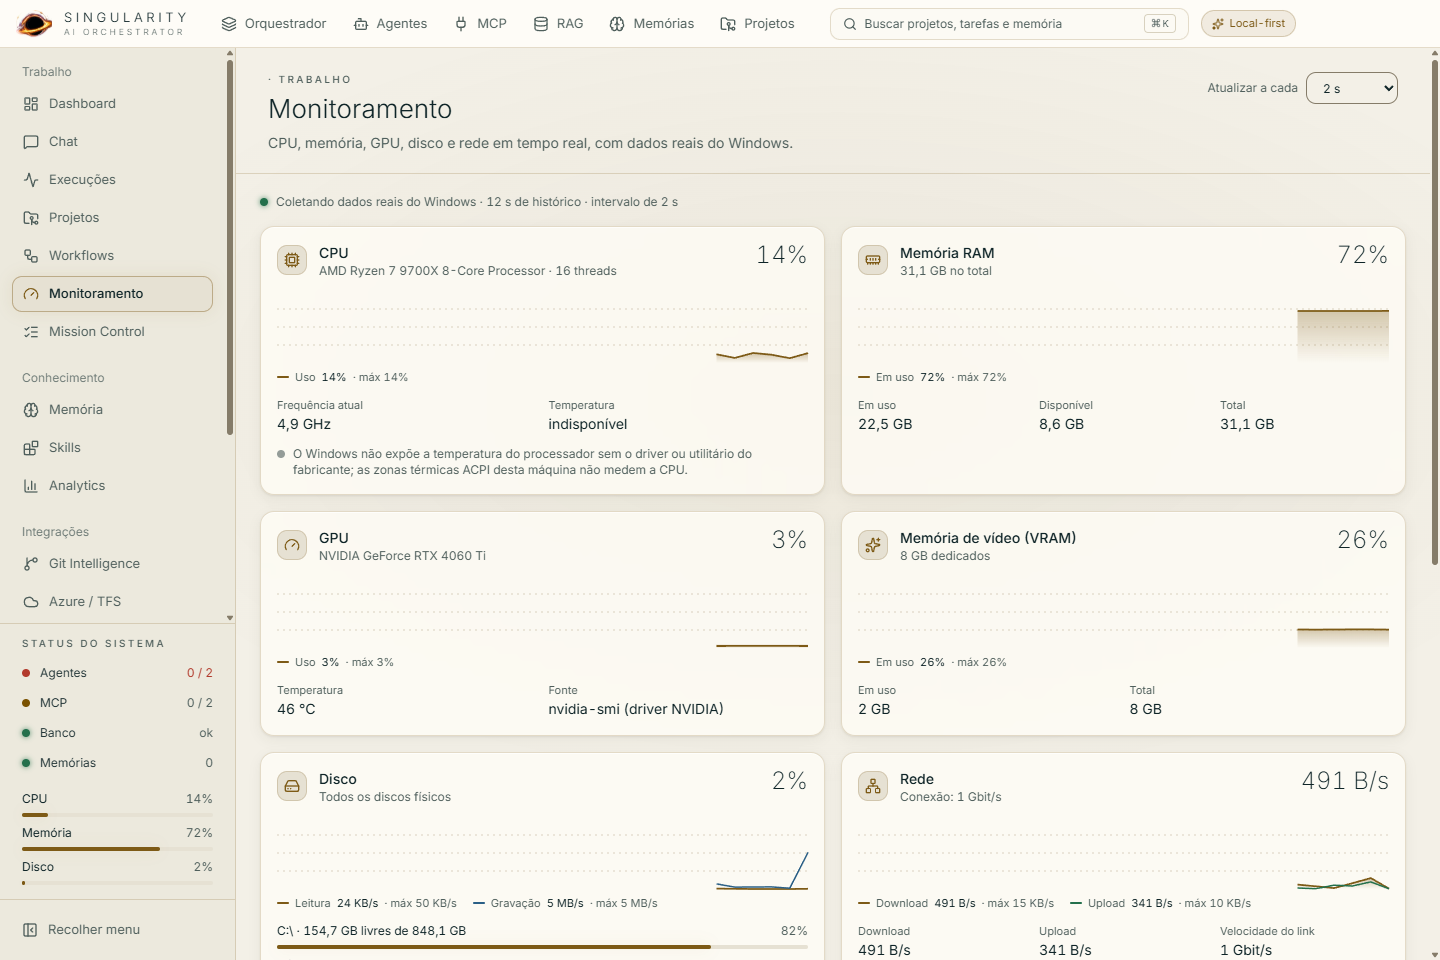 SINGULARITY
AI ORCHESTRATOR
Orquestrador
Agentes
MCP
RAG
Memórias
Projetos
Buscar projetos, tarefas e memória
⌘K
Local-first
Trabalho
Dashboard
Chat
Execuções
Projetos
Workflows
Monitoramento
Mission Control
Conhecimento
Memória
Skills
Analytics
Integrações
Git Intelligence
Azure / TFS
STATUS DO SISTEMA
Agentes 0 / 2
MCP 0 / 2
Banco ok
Memórias 0
CPU 14%
Memória 72%
Disco 2%
Recolher menu
· TRABALHO
Monitoramento
CPU, memória, GPU, disco e rede em tempo real, com dados reais do Windows.
Atualizar a cada 2 s
Coletando dados reais do Windows · 12 s de histórico · intervalo de 2 s
CPU 14%
AMD Ryzen 7 9700X 8-Core Processor · 16 threads
Uso 14% · máx 14%
Frequência atual Temperatura
4,9 GHz indisponível
O Windows não expõe a temperatura do processador sem o driver ou utilitário do
fabricante; as zonas térmicas ACPI desta máquina não medem a CPU.
Memória RAM 72%
31,1 GB no total
Em uso 72% · máx 72%
Em uso Disponível Total
22,5 GB 8,6 GB 31,1 GB
GPU 3%
NVIDIA GeForce RTX 4060 Ti
Uso 3% · máx 3%
Temperatura Fonte
46 °C nvidia-smi (driver NVIDIA)
Memória de vídeo (VRAM) 26%
8 GB dedicados
Em uso 26% · máx 26%
Em uso Total
2 GB 8 GB
Disco 2%
Todos os discos físicos
Leitura 24 KB/s · máx 50 KB/s Gravação 5 MB/s · máx 5 MB/s
C:\ · 154,7 GB livres de 848,1 GB 82%
Rede 491 B/s
Conexão: 1 Gbit/s
Download 491 B/s · máx 15 KB/s Upload 341 B/s · máx 10 KB/s
Download Upload Velocidade do link
491 B/s 341 B/s 1 Gbit/s